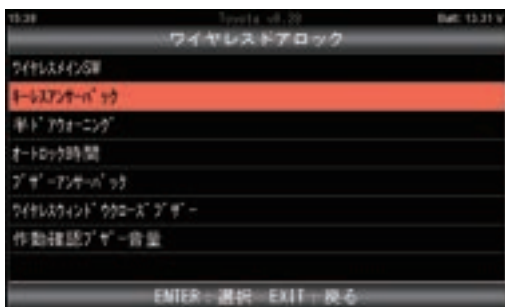 15:28 Toyota v8.20 Batt: 13.31 V
ワイヤレスドアロック
ﾜｲﾔﾚｽﾒｲﾝSW
ｷｰﾚｽｱﾝｻｰﾊﾞｯｸ
半ﾄﾞｱｳｫｰﾆﾝｸﾞ
ｵｰﾄﾛｯｸ時間
ﾌﾞｻﾞｰｱﾝｻｰﾊﾞｯｸ
ﾜｲﾔﾚｽｳｨﾝﾄﾞｳｸﾛｰｽﾞﾌﾞｻﾞｰ
作動確認ﾌﾞｻﾞｰ音量
ENTER：選択 EXIT：戻る